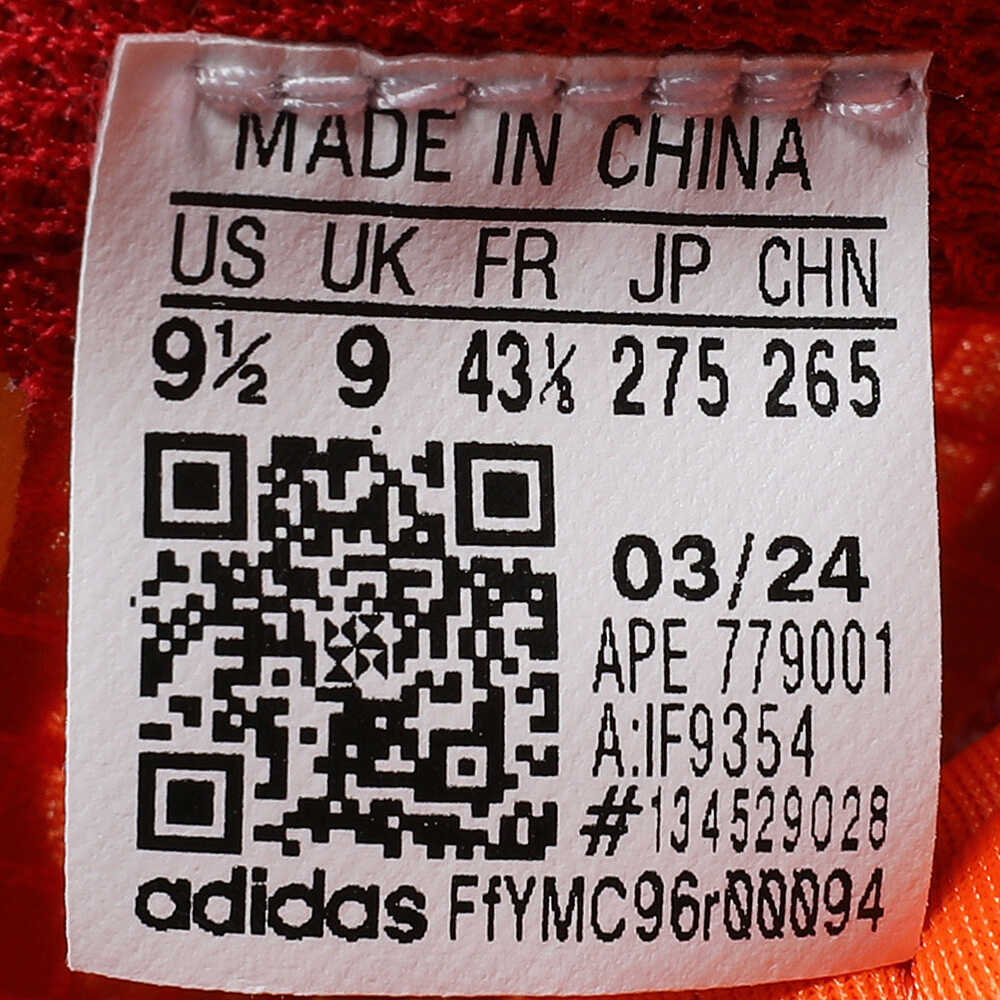 MADE IN CHINA
US UK FR JP CHN
9½ 9 43⅓ 275 265
03/24
APE 779001
A:IF9354
#134529028
adidas FfYMC96r00094